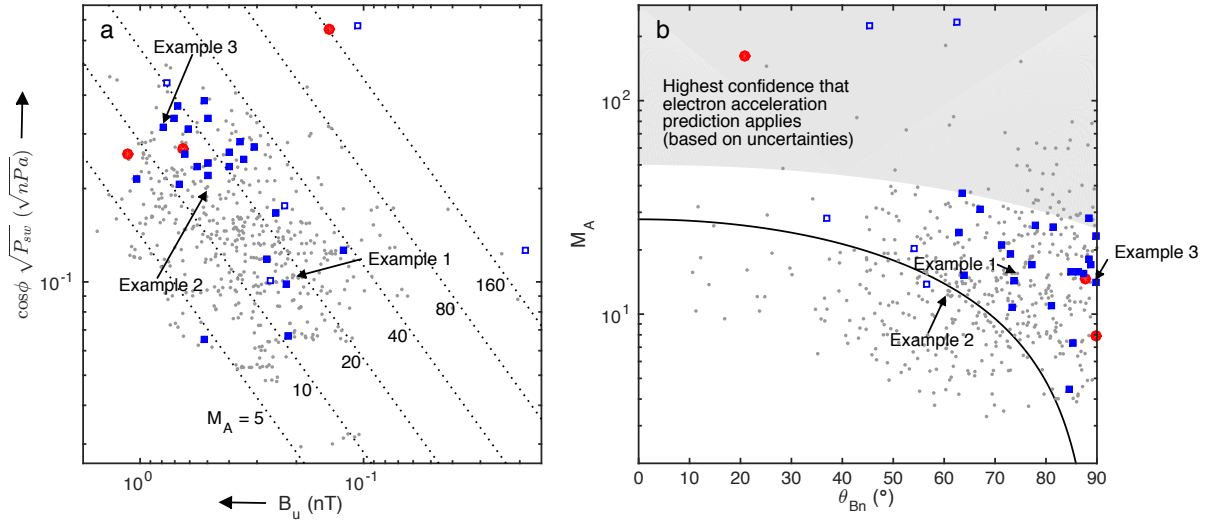 a
Example 3
Example 2
Example 1
M_A = 5
10
20
40
80
160
cosϕ √P_sw (√nPa)
10^-1
10^0
10^-1
B_u (nT)
b
Highest confidence that
electron acceleration
prediction applies
(based on uncertainties)
Example 1
Example 2
Example 3
M_A
10^2
10^1
0 10 20 30 40 50 60 70 80 90
θ_Bn (°)